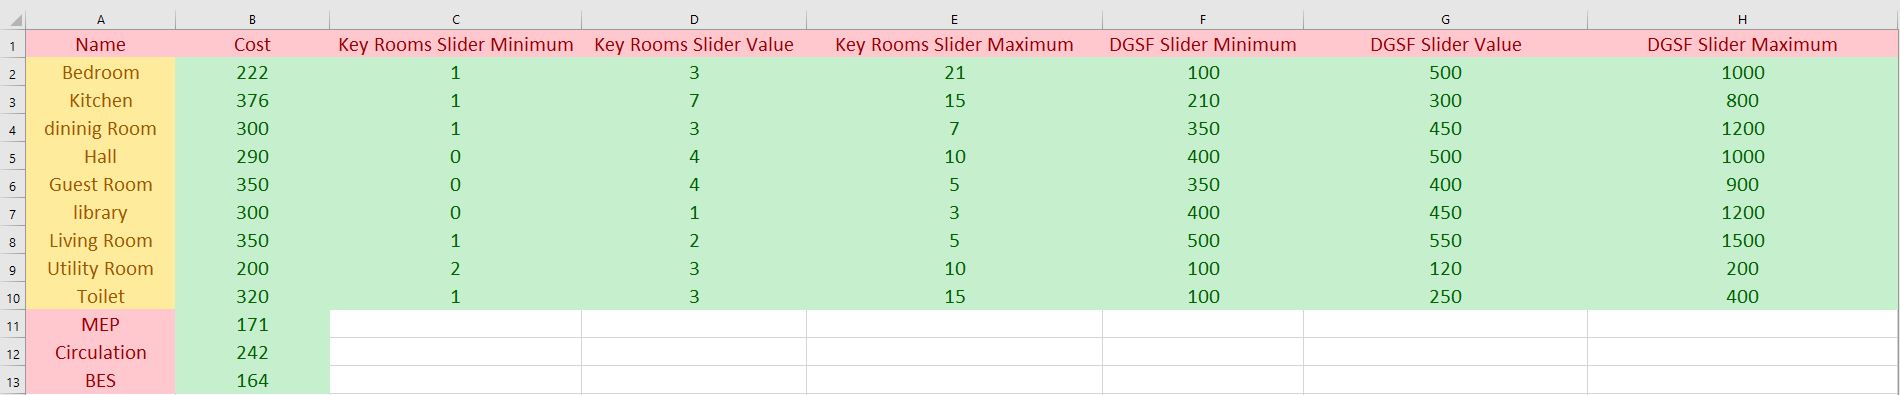 A B C D E F G H
1 Name Cost Key Rooms Slider Minimum Key Rooms Slider Value Key Rooms Slider Maximum DGSF Slider Minimum DGSF Slider Value DGSF Slider Maximum
2 Bedroom 222 1 3 21 100 500 1000
3 Kitchen 376 1 7 15 210 300 800
4 dininig Room 300 1 3 7 350 450 1200
5 Hall 290 0 4 10 400 500 1000
6 Guest Room 350 0 4 5 350 400 900
7 library 300 0 1 3 400 450 1200
8 Living Room 350 1 2 5 500 550 1500
9 Utility Room 200 2 3 10 100 120 200
10 Toilet 320 1 3 15 100 250 400
11 MEP 171
12 Circulation 242
13 BES 164